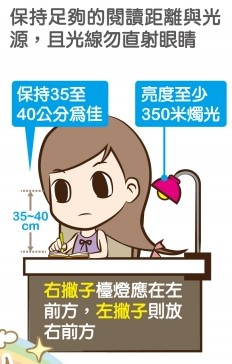 保持足夠的閱讀距離與光
源，且光線勿直射眼睛
保持35至
40公分為佳
亮度至少
350米燭光
35~40
cm
右撇子檯燈應在左
前方，左撇子則放
右前方